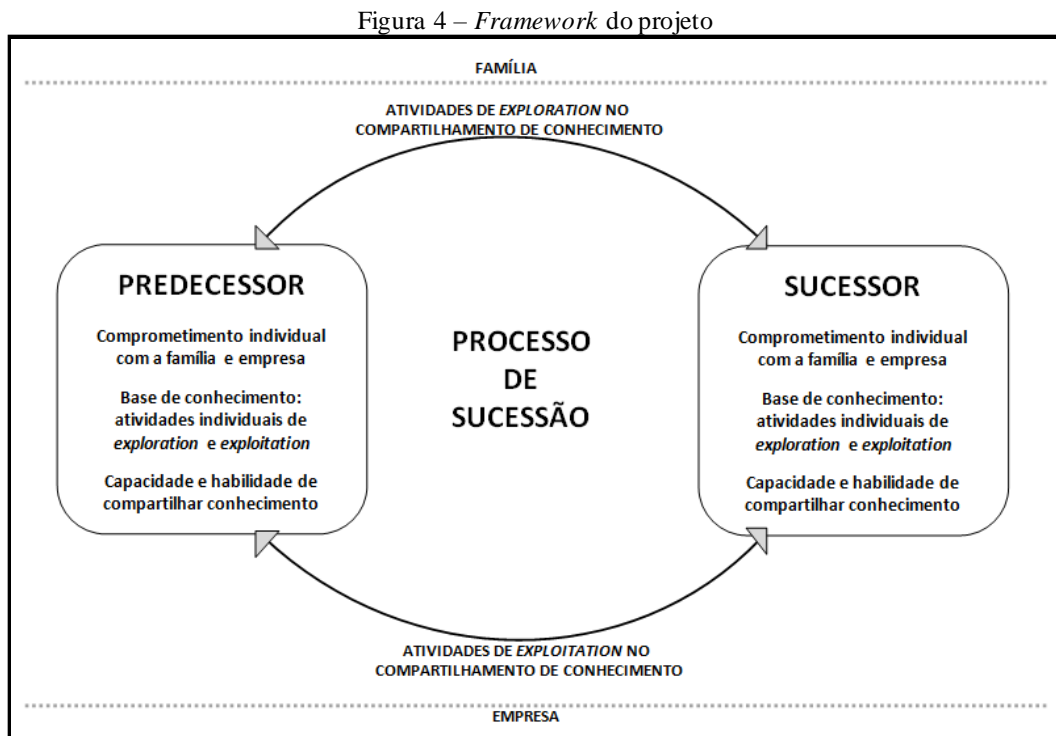 Figura 4 – Framework do projeto
FAMÍLIA
ATIVIDADES DE EXPLORATION NO
COMPARTILHAMENTO DE CONHECIMENTO
PREDECESSOR
Comprometimento individual
com a família e empresa
Base de conhecimento:
atividades individuais de
exploration e exploitation
Capacidade e habilidade de
compartilhar conhecimento
PROCESSO
DE
SUCESSÃO
SUCESSOR
Comprometimento individual
com a família e empresa
Base de conhecimento:
atividades individuais de
exploration e exploitation
Capacidade e habilidade de
compartilhar conhecimento
ATIVIDADES DE EXPLOITATION NO
COMPARTILHAMENTO DE CONHECIMENTO
EMPRESA